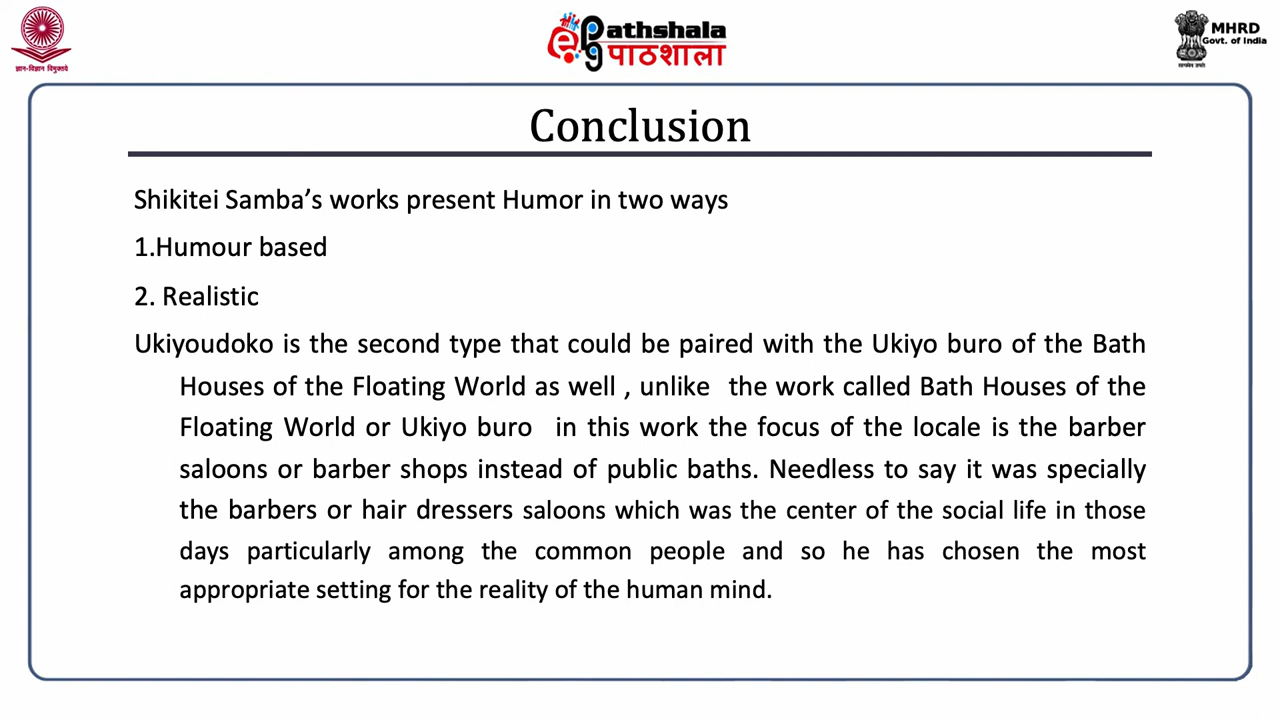 ज्ञान-विज्ञान विमुक्तये
ePG Pathshala
पाठशाला
MHRD
Govt. of India
सत्यमेव जयते
Conclusion
Shikitei Samba’s works present Humor in two ways
1.Humour based
2. Realistic
Ukiyoudoko is the second type that could be paired with the Ukiyo buro of the Bath
Houses of the Floating World as well , unlike the work called Bath Houses of the
Floating World or Ukiyo buro in this work the focus of the locale is the barber
saloons or barber shops instead of public baths. Needless to say it was specially
the barbers or hair dressers saloons which was the center of the social life in those
days particularly among the common people and so he has chosen the most
appropriate setting for the reality of the human mind.